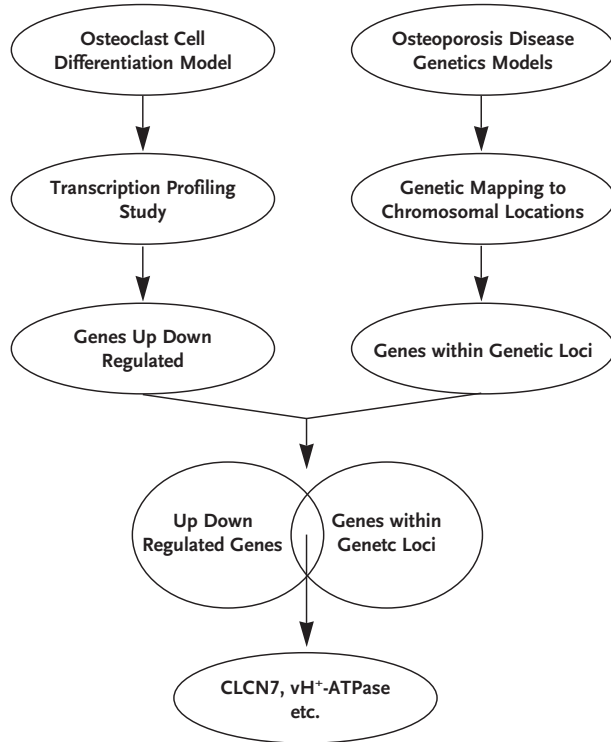 Osteoclast Cell
Differentiation Model
Osteoporosis Disease
Genetics Models
Transcription Profiling
Study
Genetic Mapping to
Chromosomal Locations
Genes Up Down
Regulated
Genes within Genetic Loci
Up Down
Regulated Genes
Genes within
Genetc Loci
CLCN7, vH⁺-ATPase
etc.